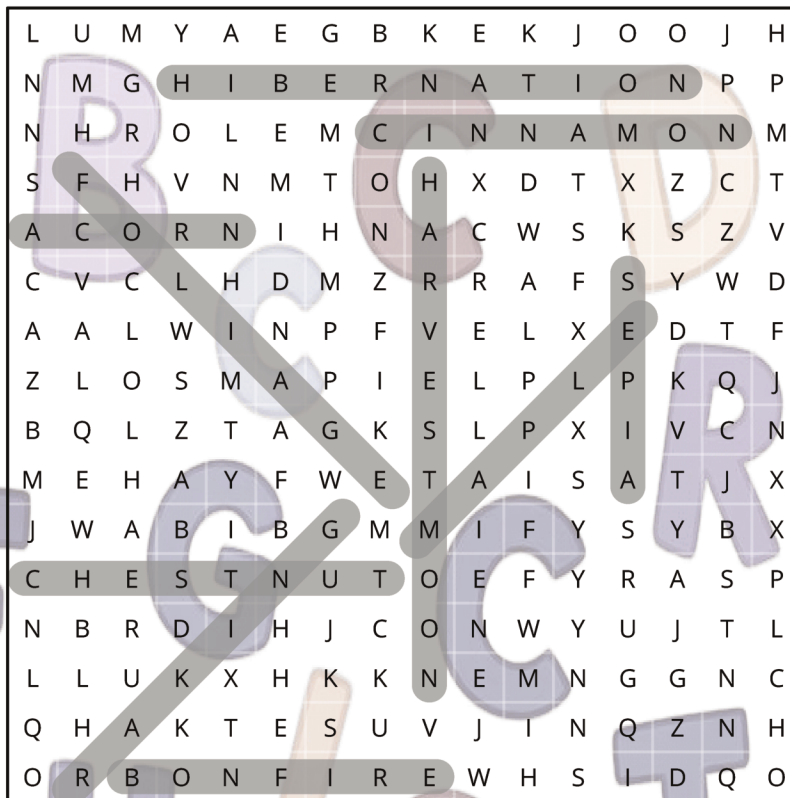 L U M Y A E G B K E K J O O J H
N M G H I B E R N A T I O N P P
N H R O L E M C I N N A M O N M
S F H V N M T O H X D T X Z C T
A C O R N I H N A C W S K S Z V
C V C L H D M Z R R A F S Y W D
A A L W I N P F V E L X E D T F
Z L O S M A P I E L P L P K Q J
B Q L Z T A G K S L P X I V C N
M E H A Y F W E T A I S A T J X
J W A B I B G M M I F Y S Y B X
C H E S T N U T O E F Y R A S P
N B R D I H J C O N W Y U J T L
L L U K X H K K N E M N G G N C
Q H A K T E S U V J I N Q Z N H
O R B O N F I R E W H S I D Q O